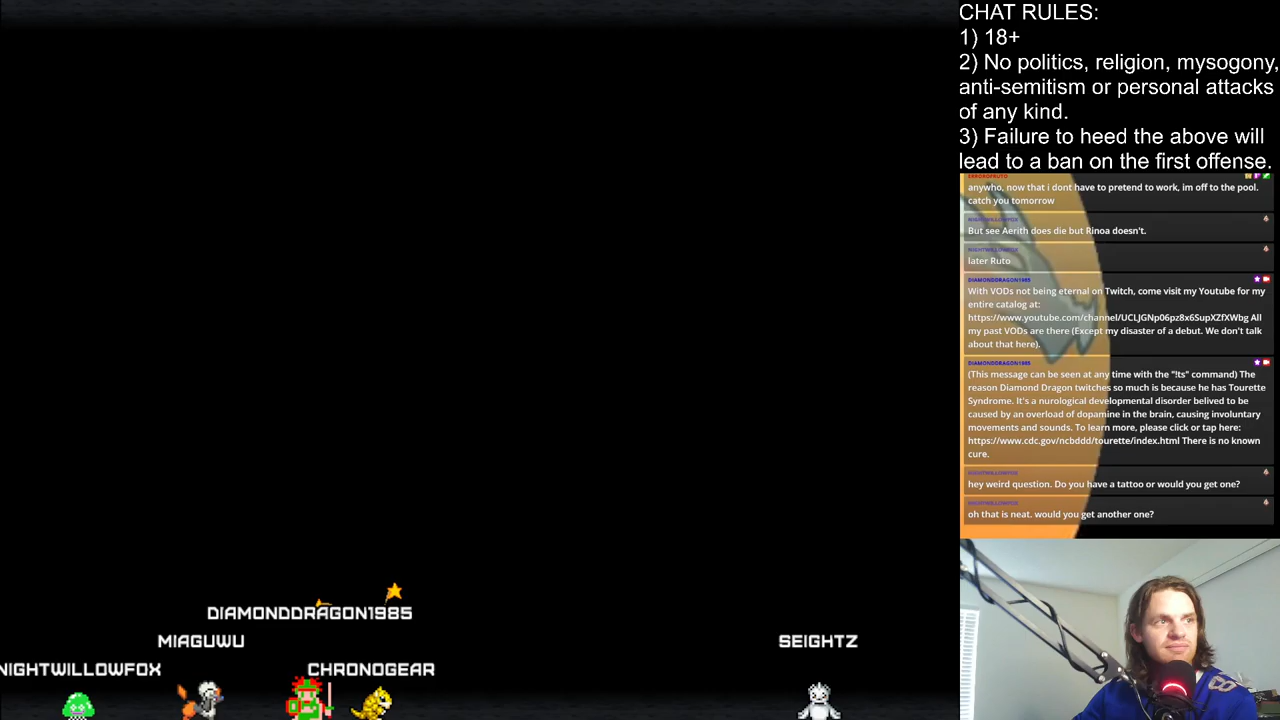 CHAT RULES:
1) 18+
2) No politics, religion, mysogony,
anti-semitism or personal attacks
of any kind.
3) Failure to heed the above will
lead to a ban on the first offense.
ERROROFRUTO
anywho, now that i dont have to pretend to work, im off to the pool.
catch you tomorrow
NIGHTWILLOWFOX
But see Aerith does die but Rinoa doesn't.
NIGHTWILLOWFOX
later Ruto
DIAMONDDRAGON1985
With VODs not being eternal on Twitch, come visit my Youtube for my
entire catalog at:
https://www.youtube.com/channel/UCLJGNp06pz8x6SupXZfXWbg All
my past VODs are there (Except my disaster of a debut. We don't talk
about that here).
DIAMONDDRAGON1985
(This message can be seen at any time with the "!ts" command) The
reason Diamond Dragon twitches so much is because he has Tourette
Syndrome. It's a nurological developmental disorder belived to be
caused by an overload of dopamine in the brain, causing involuntary
movements and sounds. To learn more, please click or tap here:
https://www.cdc.gov/ncbddd/tourette/index.html There is no known
cure.
NIGHTWILLOWFOX
hey weird question. Do you have a tattoo or would you get one?
NIGHTWILLOWFOX
oh that is neat. would you get another one?
DIAMONDDRAGON1985
MIAGUWU
SEIGHTZ
NIGHTWILLOWFOX
CHRONOGEAR